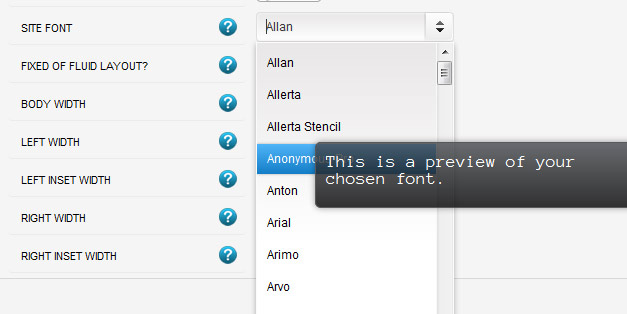 SITE FONT
Allan
FIXED OF FLUID LAYOUT?
Allan
BODY WIDTH
Allerta
LEFT WIDTH
Allerta Stencil
LEFT INSET WIDTH
This is a preview of your
chosen font.
RIGHT WIDTH
Anton
Arial
RIGHT INSET WIDTH
Arimo
Arvo